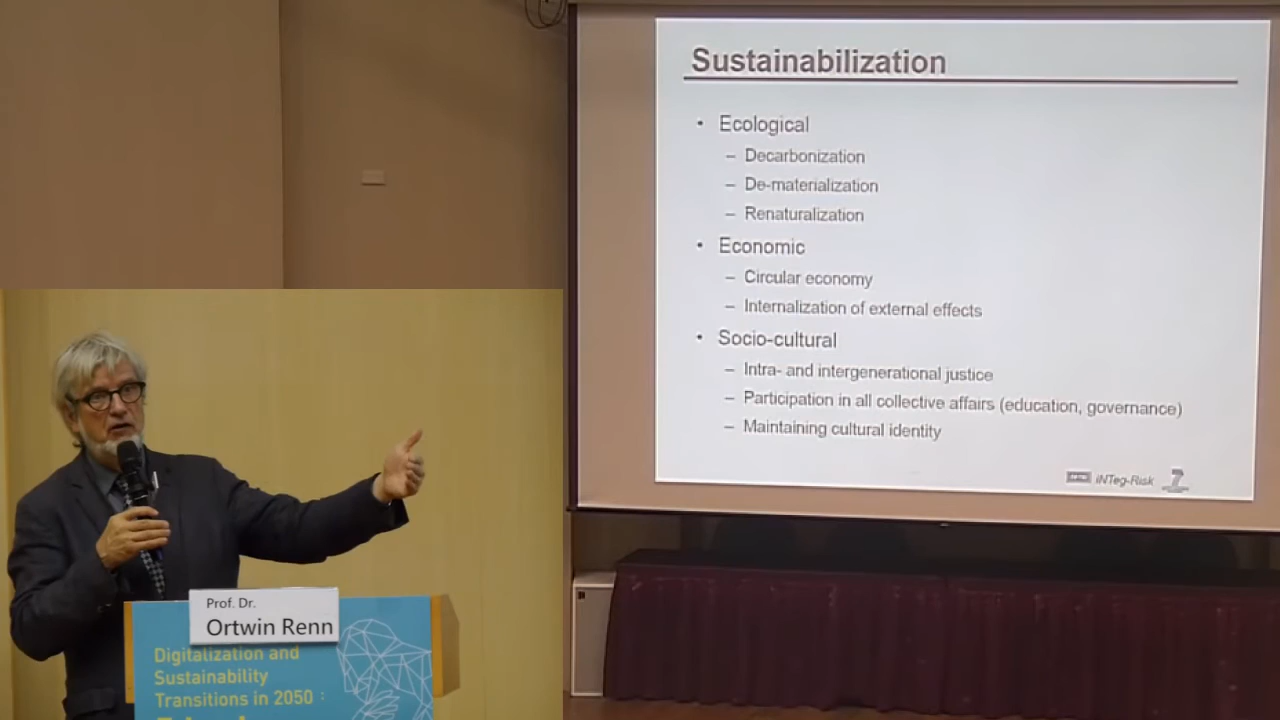 Sustainabilization
• Ecological
– Decarbonization
– De-materialization
– Renaturalization
• Economic
– Circular economy
– Internalization of external effects
• Socio-cultural
– Intra- and intergenerational justice
– Participation in all collective affairs (education, governance)
– Maintaining cultural identity
iNTeg-Risk
Prof. Dr.
Ortwin Renn
Digitalization and
Sustainability
Transitions in 2050 :